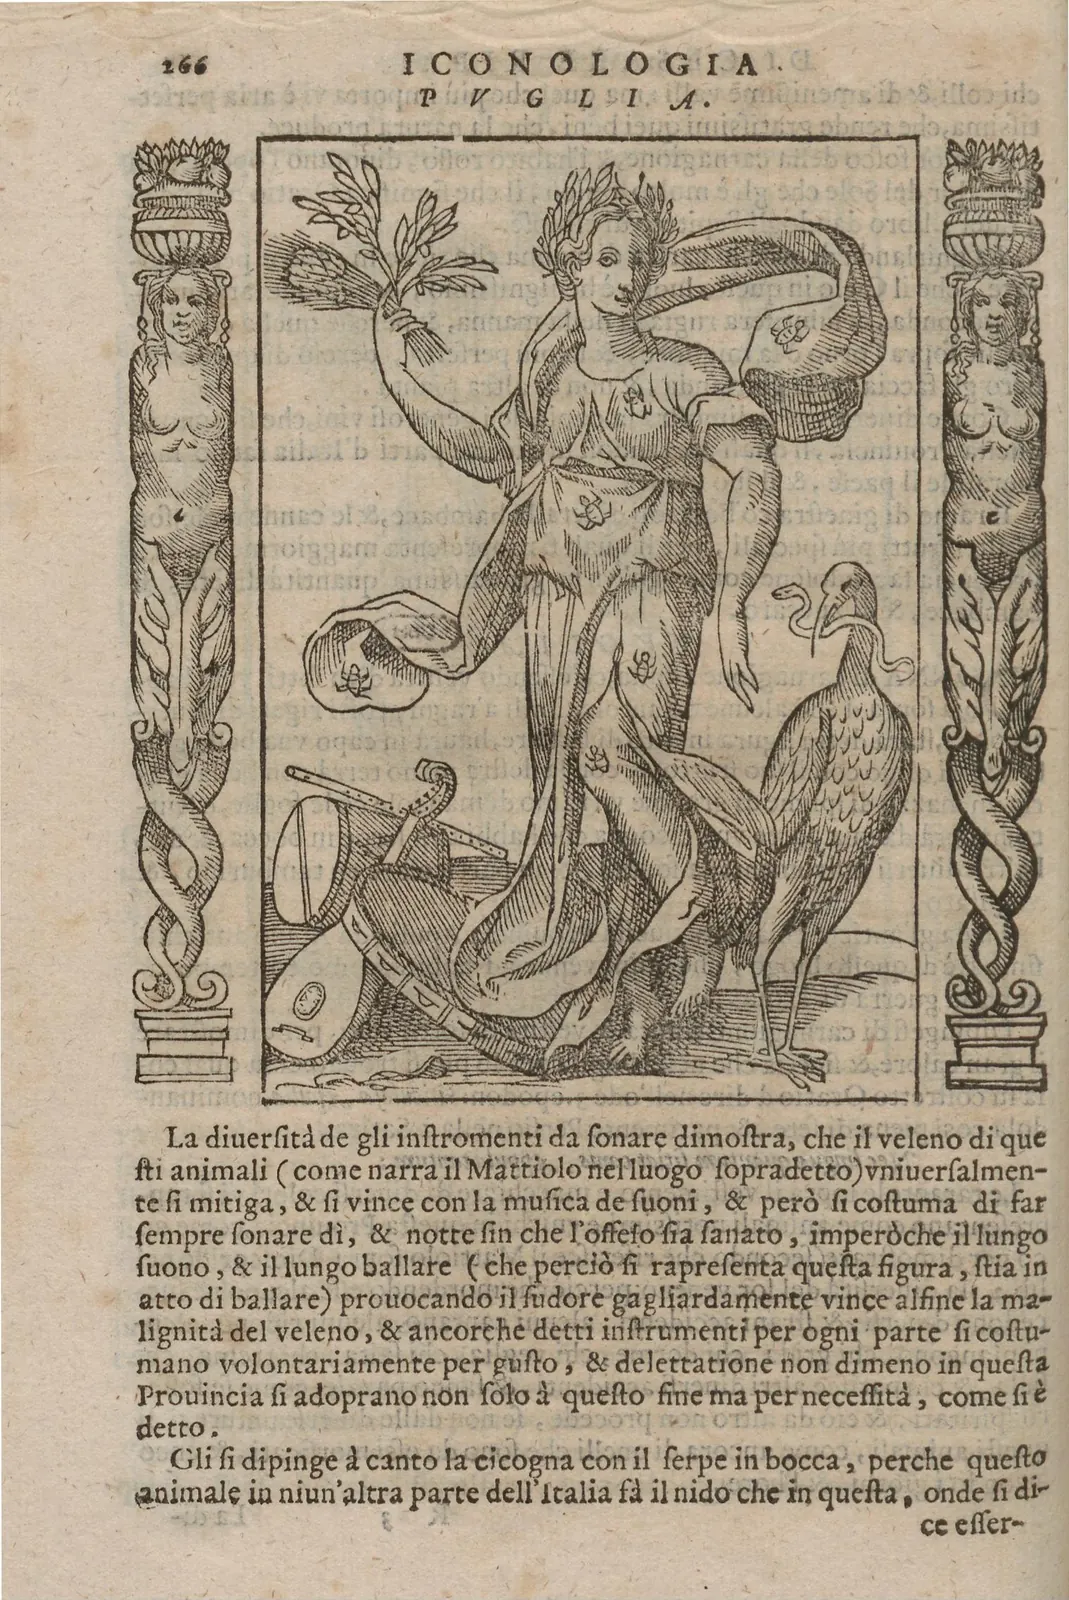 266 ICONOLOGIA.
PVGLIA.
La diuerſità de gli inſtromenti da ſonare dimoſtra, che il veleno di que
ſti animali (come narra il Mattiolo nel luogo ſopradetto) vniuerſalmen-
te ſi mitiga, & ſi vince con la muſica de ſuoni, & però ſi coſtuma di far
ſempre ſonare dì, & notte ſin che l'offeſo ſia ſanato, imperòche il lungo
ſuono, & il lungo ballare (che perciò ſi rapreſenta queſta figura, ſtia in
atto di ballare) prouocando il ſudore gagliardamente vince alfine la ma-
lignità del veleno, & ancorche detti inſtrumenti per ogni parte ſi coſtu-
mano volontariamente per guſto, & delettatione non dimeno in queſta
Prouincia ſi adoprano non ſolo à queſto fine ma per neceſſità, come ſi è
detto.
Gli ſi dipinge à canto la cicogna con il ſerpe in bocca, perche queſto
animale in niun'altra parte dell'Italia fà il nido che in queſta, onde ſi di-
ce eſſer-